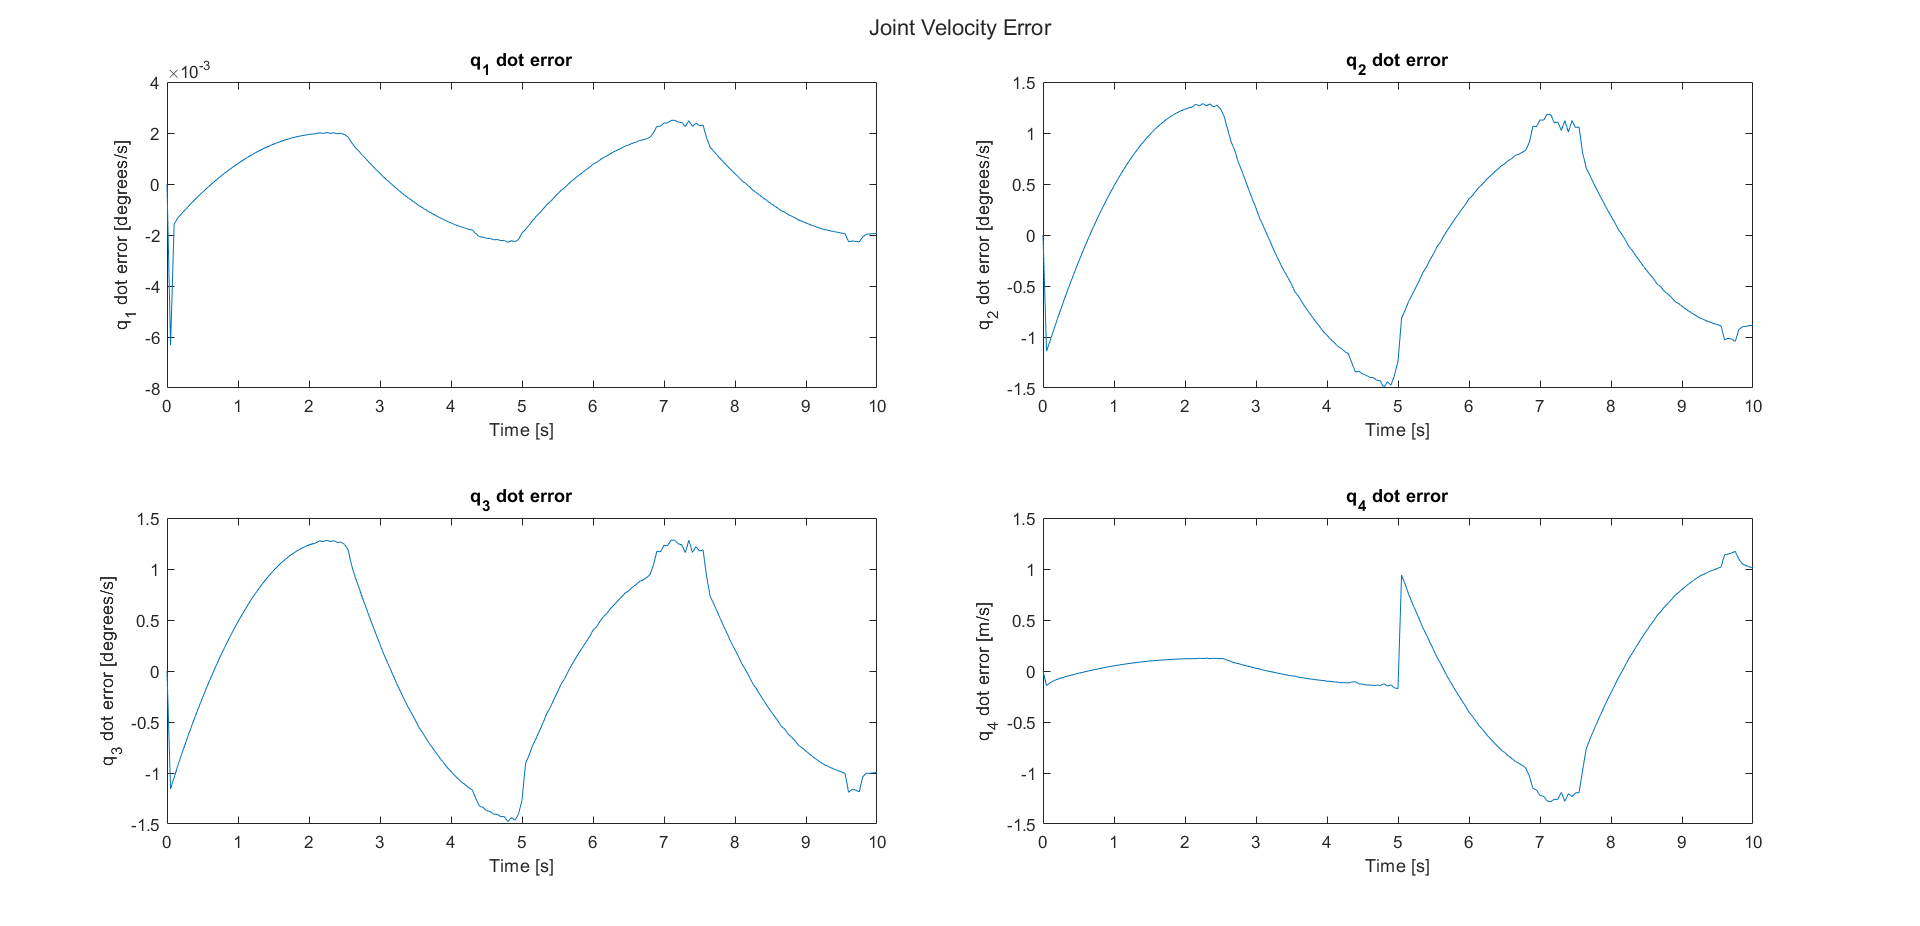 Joint Velocity Error
q1 dot error
×10-3
4
2
0
-2
-4
-6
-8
0 1 2 3 4 5 6 7 8 9 10
Time [s]
q1 dot error [degrees/s]
q2 dot error
1.5
1
0.5
0
-0.5
-1
-1.5
0 1 2 3 4 5 6 7 8 9 10
Time [s]
q2 dot error [degrees/s]
q3 dot error
1.5
1
0.5
0
-0.5
-1
-1.5
0 1 2 3 4 5 6 7 8 9 10
Time [s]
q3 dot error [degrees/s]
q4 dot error
1.5
1
0.5
0
-0.5
-1
-1.5
0 1 2 3 4 5 6 7 8 9 10
Time [s]
q4 dot error [m/s]